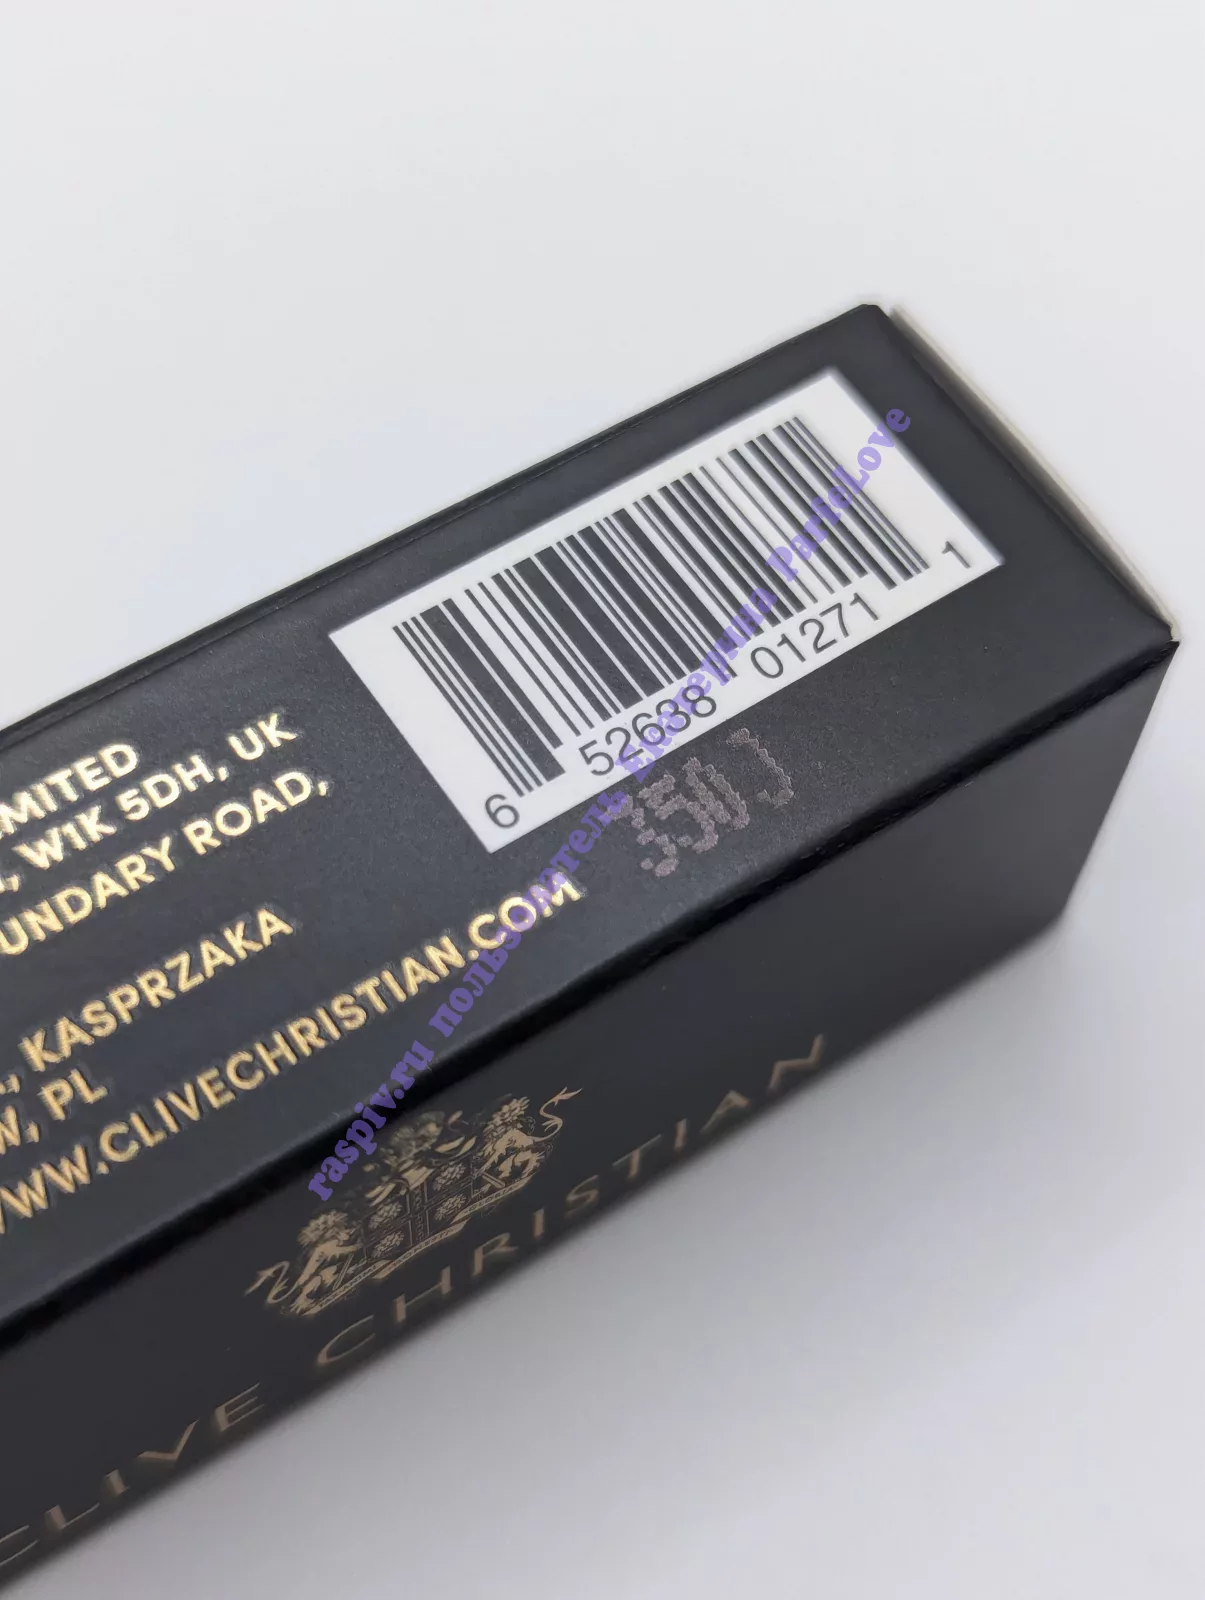 MITED
, W1K 5DH, UK
UNDARY ROAD,
., KASPRZAKA
W, PL
WWW.CLIVECHRISTIAN.COM
6 52638 01271 1
350J
CLIVE CHRISTIAN
raspiv.ru пользователь Екатерина ParfeLove